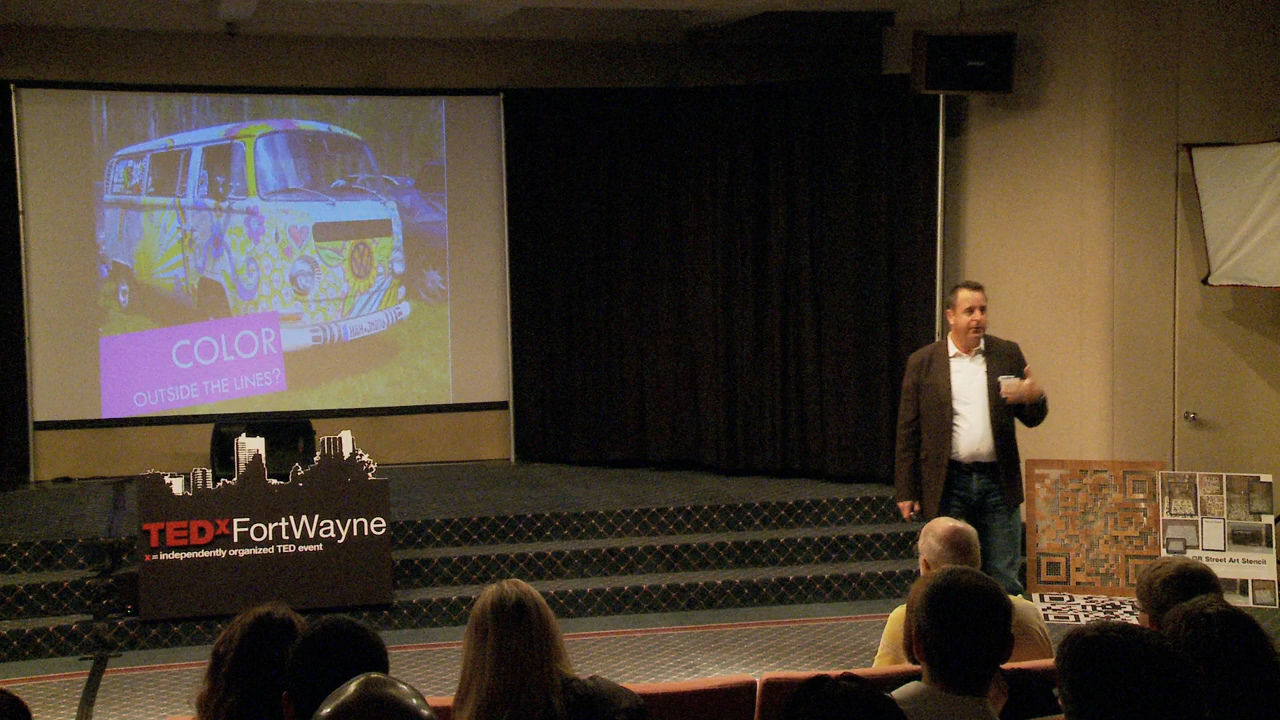 COLOR
OUTSIDE THE LINES?
TEDxFortWayne
x = independently organized TED event
QR Street Art Stencil